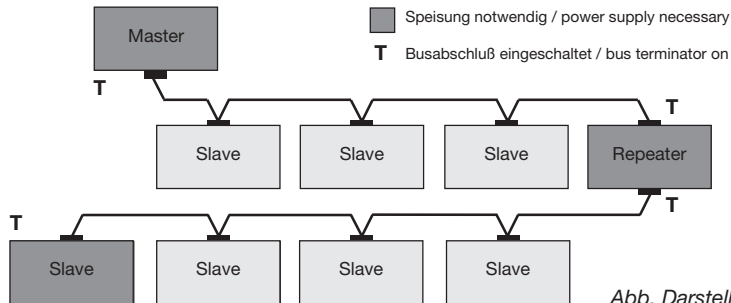 Master
Speisung notwendig / power supply necessary
T Busabschluß eingeschaltet / bus terminator on
T
T
Slave Slave Slave Repeater
T
T
Slave Slave Slave Slave
Abb. Darstell